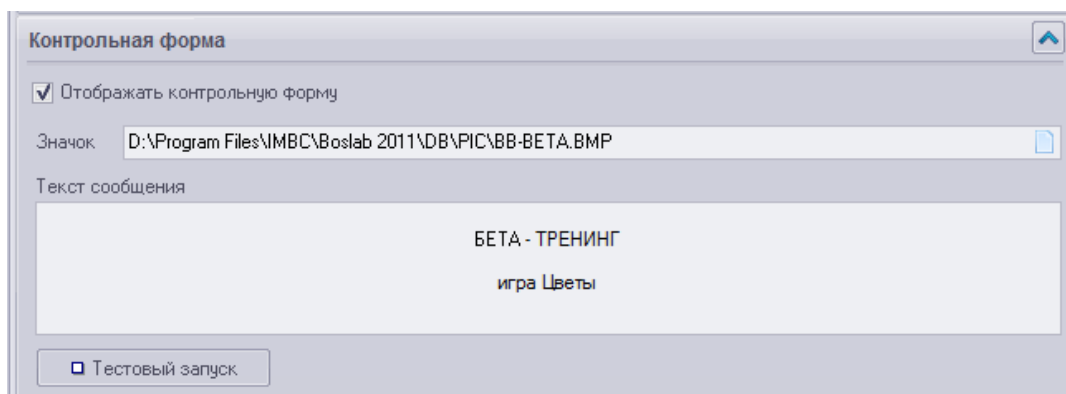 Контрольная форма
Отображать контрольную форму
Значок D:\Program Files\IMBC\Boslab 2011\DB\PIC\BB-BETA.BMP
Текст сообщения
БЕТА - ТРЕНИНГ
игра Цветы
Тестовый запуск